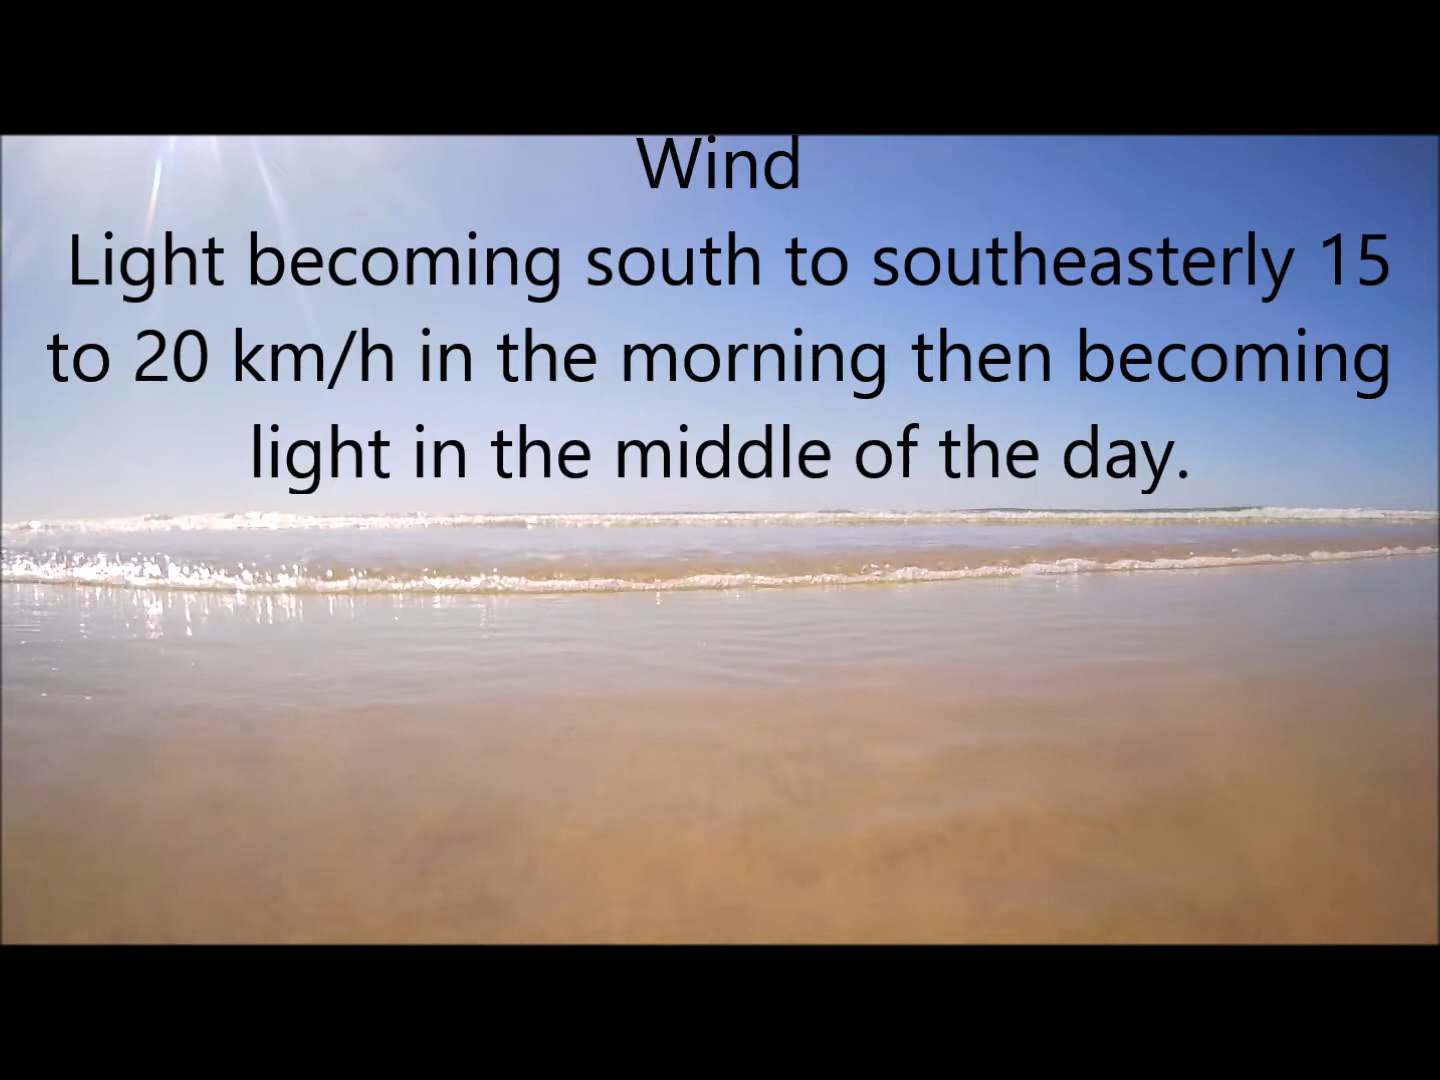 Wind
Light becoming south to southeasterly 15
to 20 km/h in the morning then becoming
light in the middle of the day.